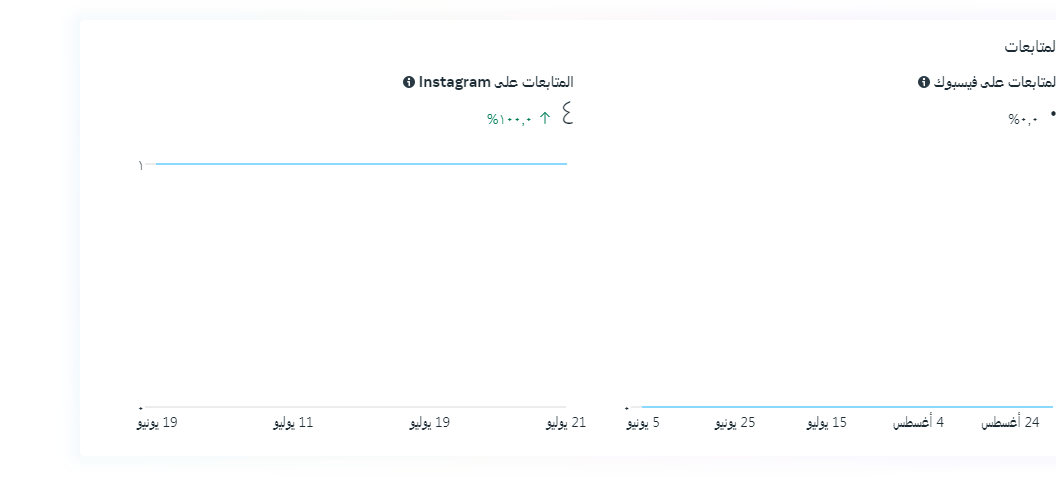 لمتابعات
لمتابعات على فيسبوك
٠
%٠,٠
٠
5 يونيو
25 يونيو
15 يوليو
4 أغسطس
24 أغسطس
المتابعات على Instagram
٤
↑ %١٠٠,٠
١
٠
19 يونيو
11 يوليو
19 يوليو
21 يوليو